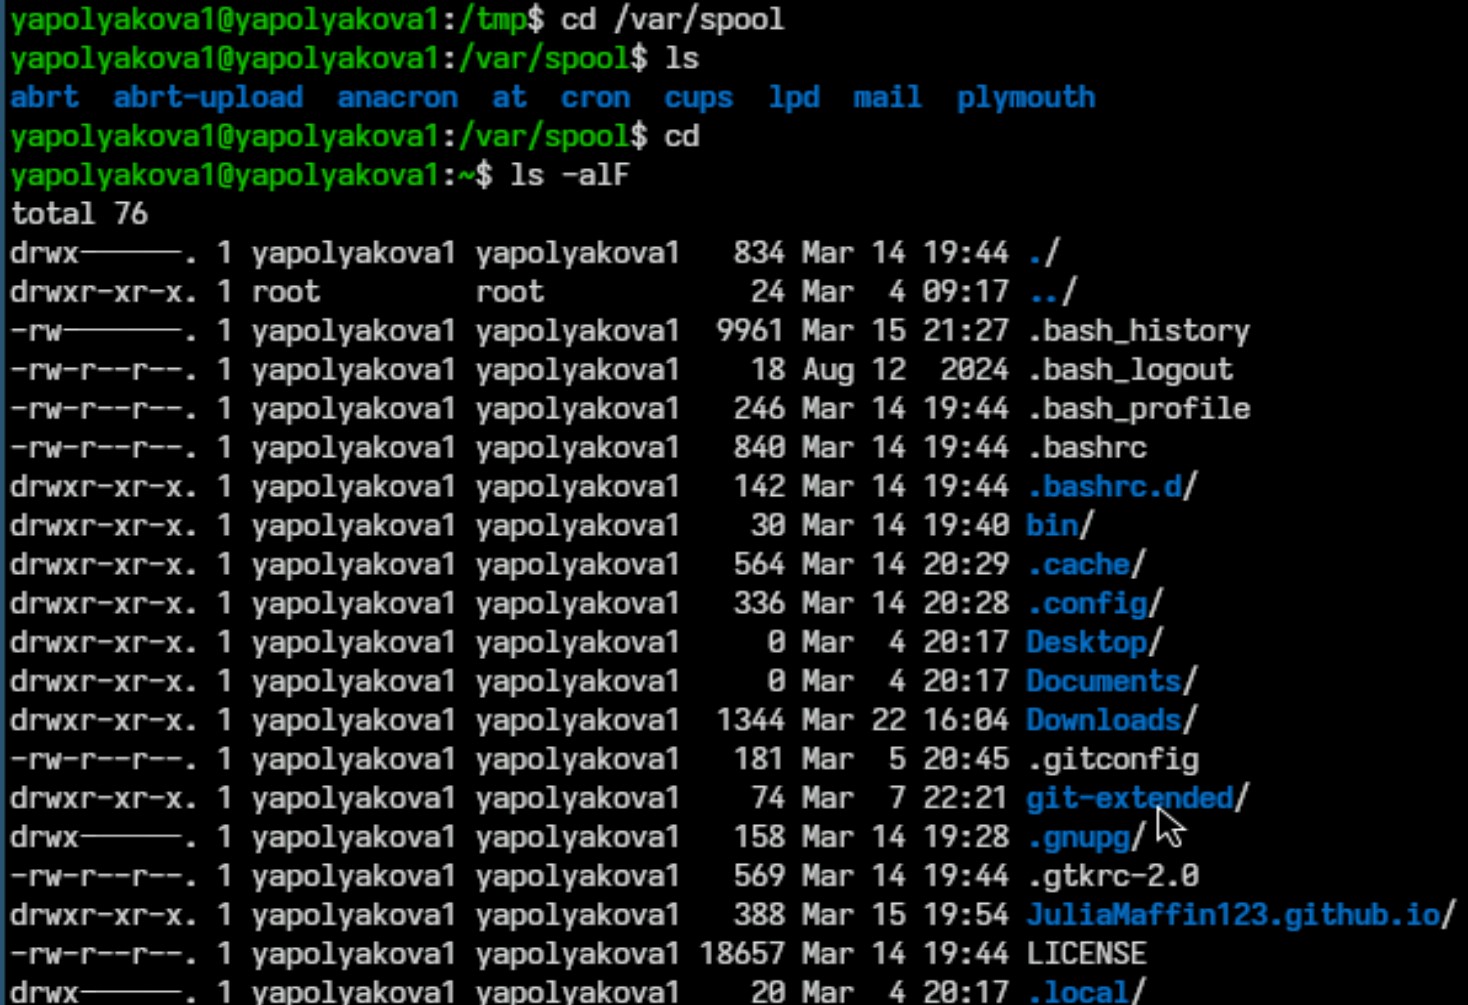 yapolyakova1@yapolyakova1:/tmp$ cd /var/spool
yapolyakova1@yapolyakova1:/var/spool$ ls
abrt  abrt-upload  anacron  at  cron  cups  lpd  mail  plymouth
yapolyakova1@yapolyakova1:/var/spool$ cd
yapolyakova1@yapolyakova1:~$ ls -alF
total 76
drwx------. 1 yapolyakova1 yapolyakova1   834 Mar 14 19:44 ./
drwxr-xr-x. 1 root         root            24 Mar  4 09:17 ../
-rw-------. 1 yapolyakova1 yapolyakova1  9961 Mar 15 21:27 .bash_history
-rw-r--r--. 1 yapolyakova1 yapolyakova1    18 Aug 12  2024 .bash_logout
-rw-r--r--. 1 yapolyakova1 yapolyakova1   246 Mar 14 19:44 .bash_profile
-rw-r--r--. 1 yapolyakova1 yapolyakova1   840 Mar 14 19:44 .bashrc
drwxr-xr-x. 1 yapolyakova1 yapolyakova1   142 Mar 14 19:44 .bashrc.d/
drwxr-xr-x. 1 yapolyakova1 yapolyakova1    30 Mar 14 19:40 bin/
drwxr-xr-x. 1 yapolyakova1 yapolyakova1   564 Mar 14 20:29 .cache/
drwxr-xr-x. 1 yapolyakova1 yapolyakova1   336 Mar 14 20:28 .config/
drwxr-xr-x. 1 yapolyakova1 yapolyakova1     0 Mar  4 20:17 Desktop/
drwxr-xr-x. 1 yapolyakova1 yapolyakova1     0 Mar  4 20:17 Documents/
drwxr-xr-x. 1 yapolyakova1 yapolyakova1  1344 Mar 22 16:04 Downloads/
-rw-r--r--. 1 yapolyakova1 yapolyakova1   181 Mar  5 20:45 .gitconfig
drwxr-xr-x. 1 yapolyakova1 yapolyakova1    74 Mar  7 22:21 git-extended/
drwx------. 1 yapolyakova1 yapolyakova1   158 Mar 14 19:28 .gnupg/
-rw-r--r--. 1 yapolyakova1 yapolyakova1   569 Mar 14 19:44 .gtkrc-2.0
drwxr-xr-x. 1 yapolyakova1 yapolyakova1   388 Mar 15 19:54 JuliaMaffin123.github.io/
-rw-r--r--. 1 yapolyakova1 yapolyakova1 18657 Mar 14 19:44 LICENSE
drwx------. 1 yapolyakova1 yapolyakova1    20 Mar  4 20:17 .local/